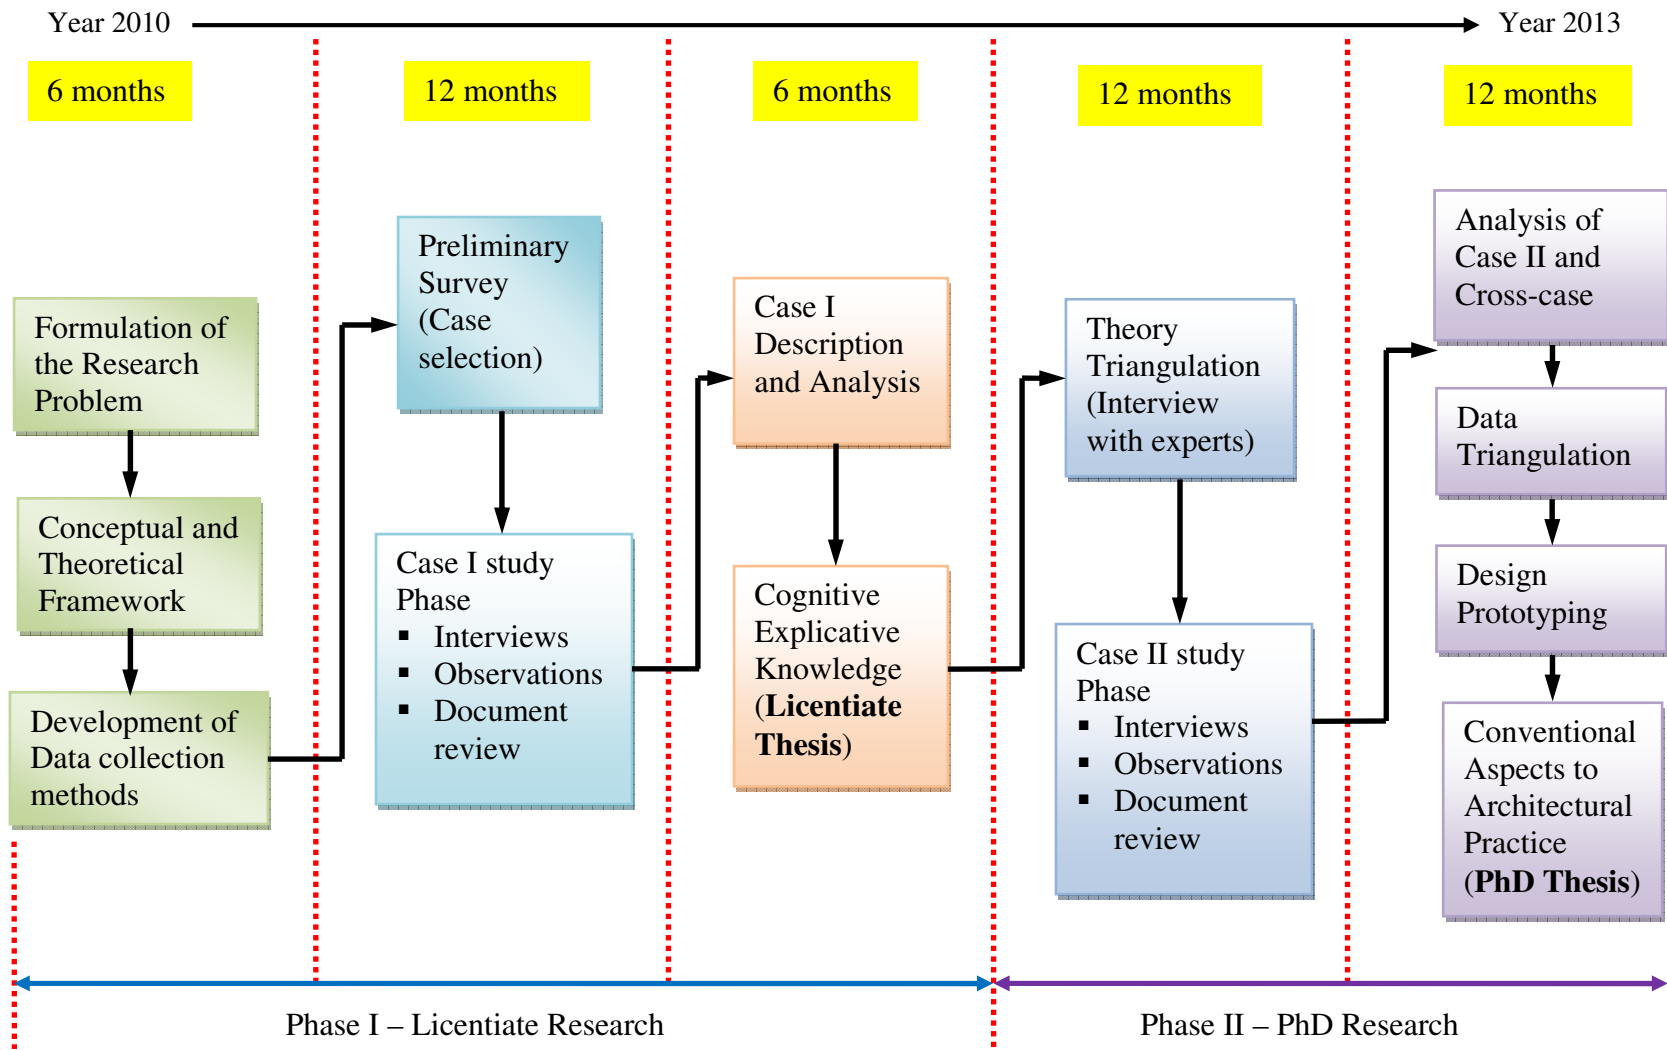 Year 2010
Year 2013
6 months
12 months
6 months
12 months
12 months
Formulation of
the Research
Problem
Conceptual and
Theoretical
Framework
Development of
Data collection
methods
Preliminary
Survey
(Case
selection)
Case I study
Phase
▪ Interviews
▪ Observations
▪ Document
review
Case I
Description
and Analysis
Cognitive
Explicative
Knowledge
(Licentiate
Thesis)
Theory
Triangulation
(Interview
with experts)
Case II study
Phase
▪ Interviews
▪ Observations
▪ Document
review
Analysis of
Case II and
Cross-case
Data
Triangulation
Design
Prototyping
Conventional
Aspects to
Architectural
Practice
(PhD Thesis)
Phase I – Licentiate Research
Phase II – PhD Research